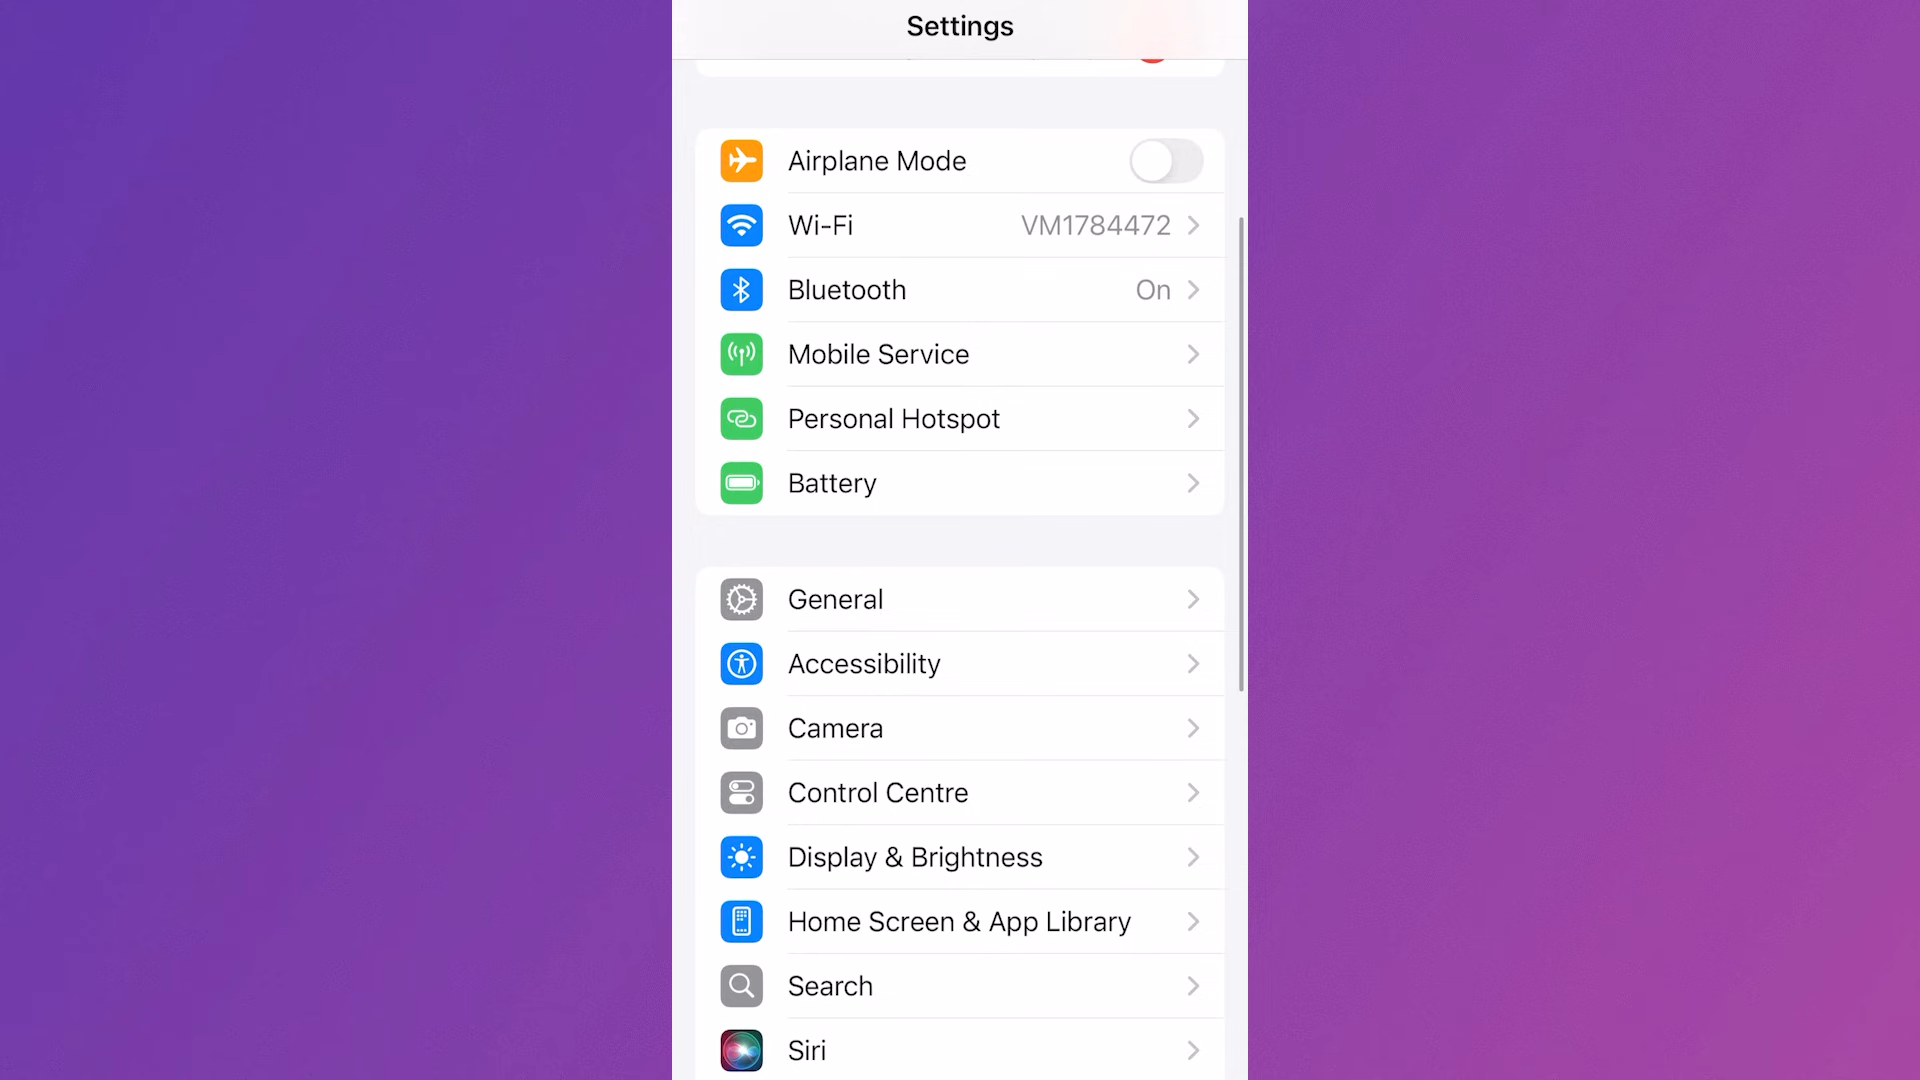 Settings
Airplane Mode
Wi-Fi VM1784472
Bluetooth On
Mobile Service
Personal Hotspot
Battery
General
Accessibility
Camera
Control Centre
Display & Brightness
Home Screen & App Library
Search
Siri